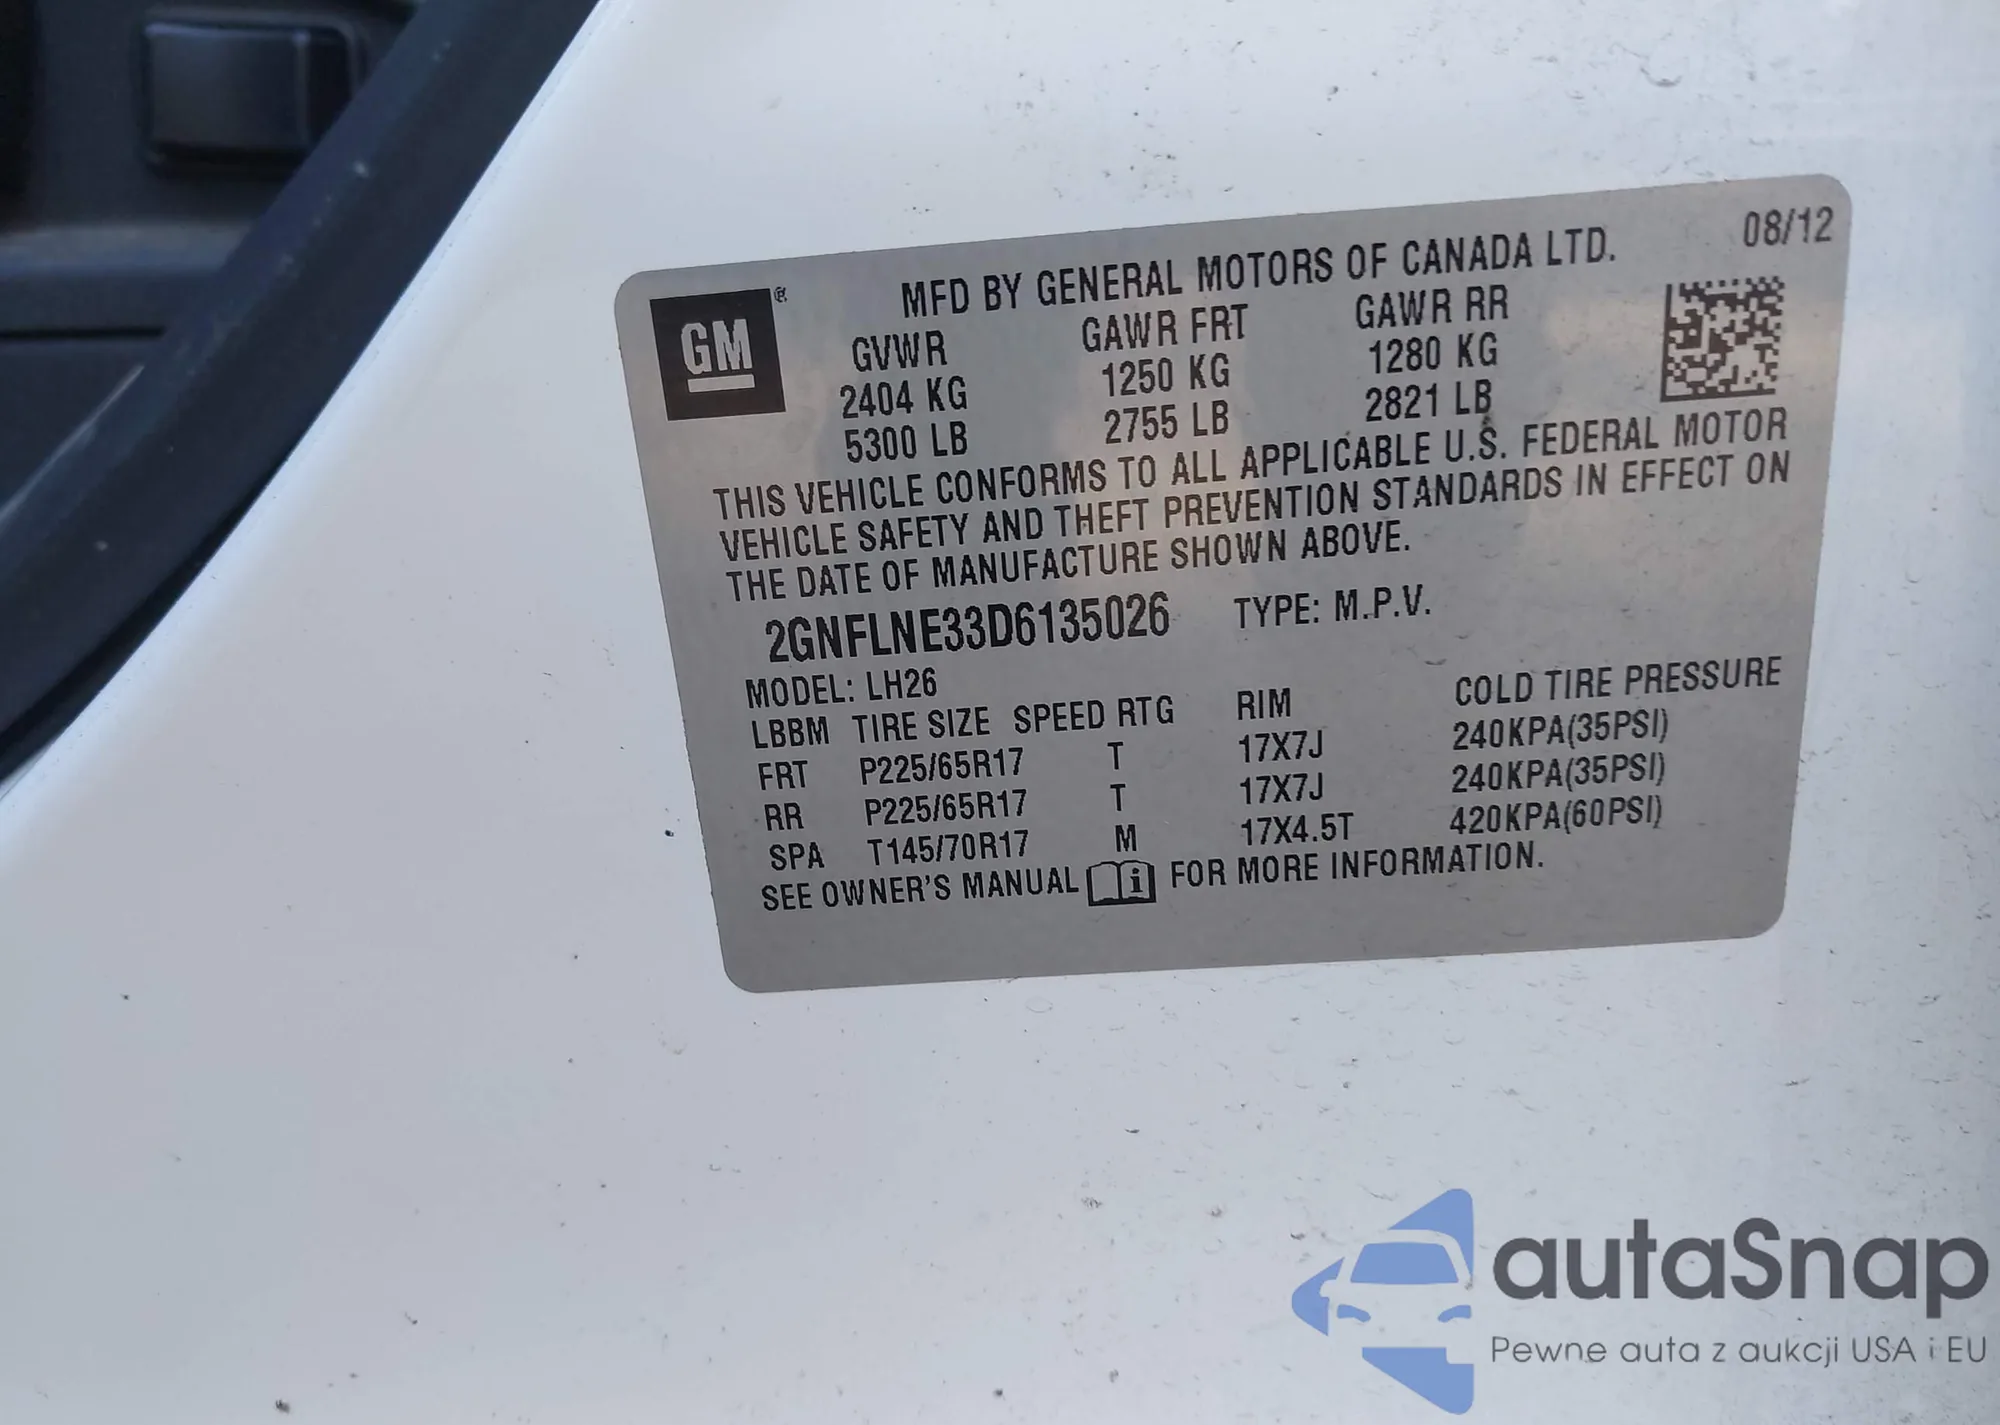 08/12
MFD BY GENERAL MOTORS OF CANADA LTD.
GM ®
GVWR GAWR FRT GAWR RR
2404 KG 1250 KG 1280 KG
5300 LB 2755 LB 2821 LB
THIS VEHICLE CONFORMS TO ALL APPLICABLE U.S. FEDERAL MOTOR
VEHICLE SAFETY AND THEFT PREVENTION STANDARDS IN EFFECT ON
THE DATE OF MANUFACTURE SHOWN ABOVE.
2GNFLNE33D6135026 TYPE: M.P.V.
MODEL: LH26
LBBM TIRE SIZE SPEED RTG RIM COLD TIRE PRESSURE
FRT P225/65R17 T 17X7J 240KPA(35PSI)
RR P225/65R17 T 17X7J 240KPA(35PSI)
SPA T145/70R17 M 17X4.5T 420KPA(60PSI)
SEE OWNER'S MANUAL i FOR MORE INFORMATION.
autaSnap
Pewne auta z aukcji USA i EU